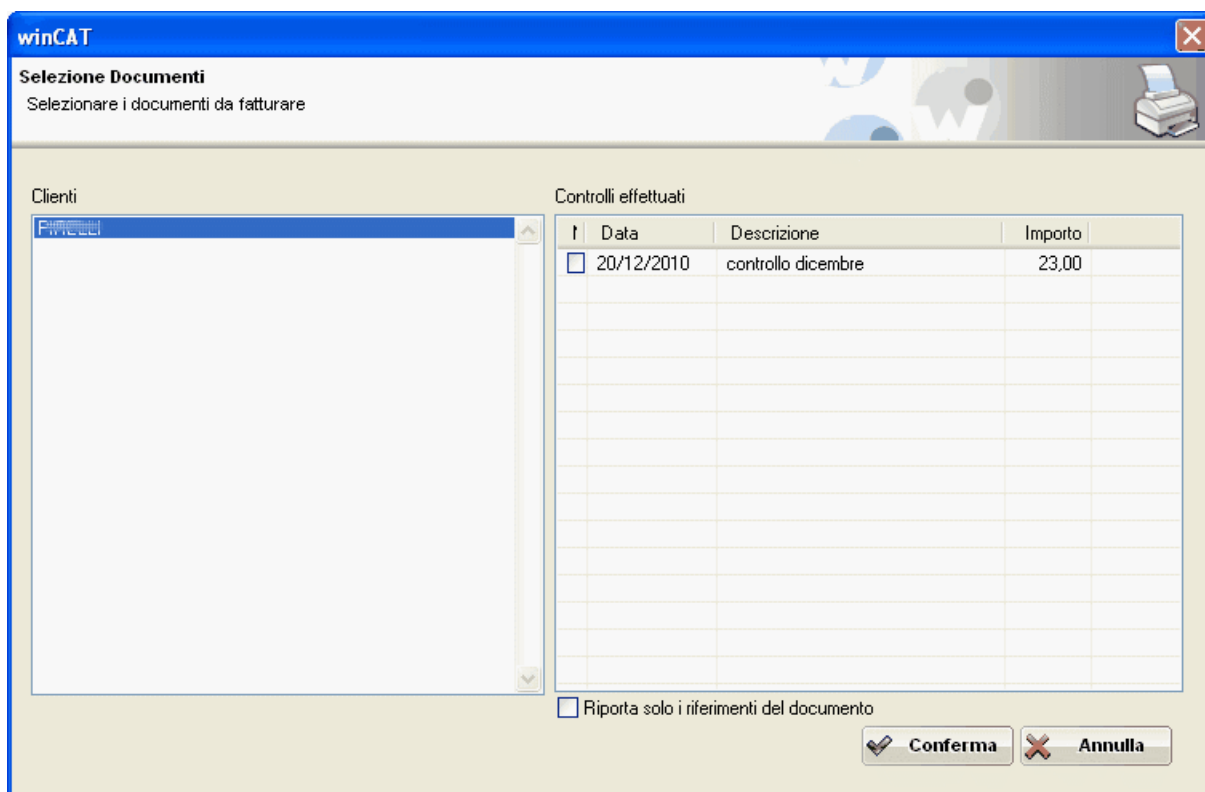 winCAT
Selezione Documenti
Selezionare i documenti da fatturare
Clienti
Controlli effettuati
Data Descrizione Importo
20/12/2010 controllo dicembre 23,00
Riporta solo i riferimenti del documento
Conferma Annulla